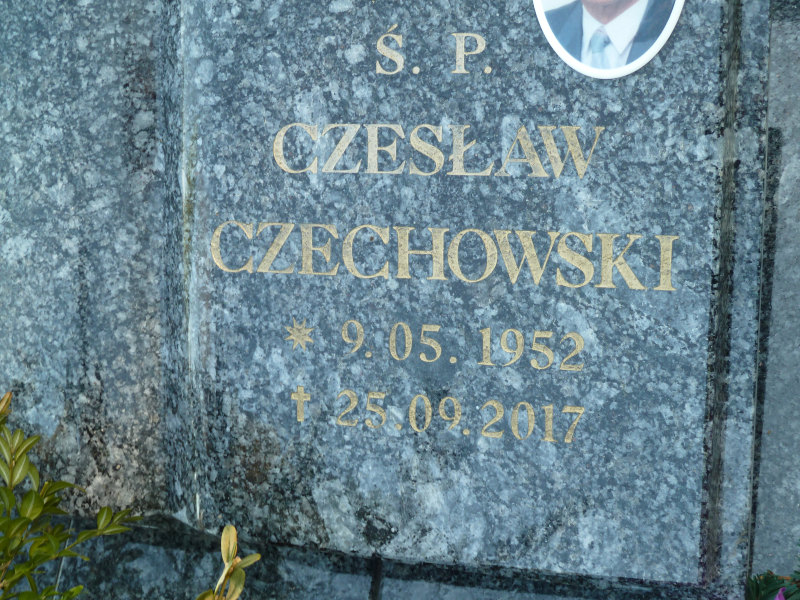 Ś. P.
CZESŁAW
CZECHOWSKI
* 9. 05. 1952
✝ 25.09.2017